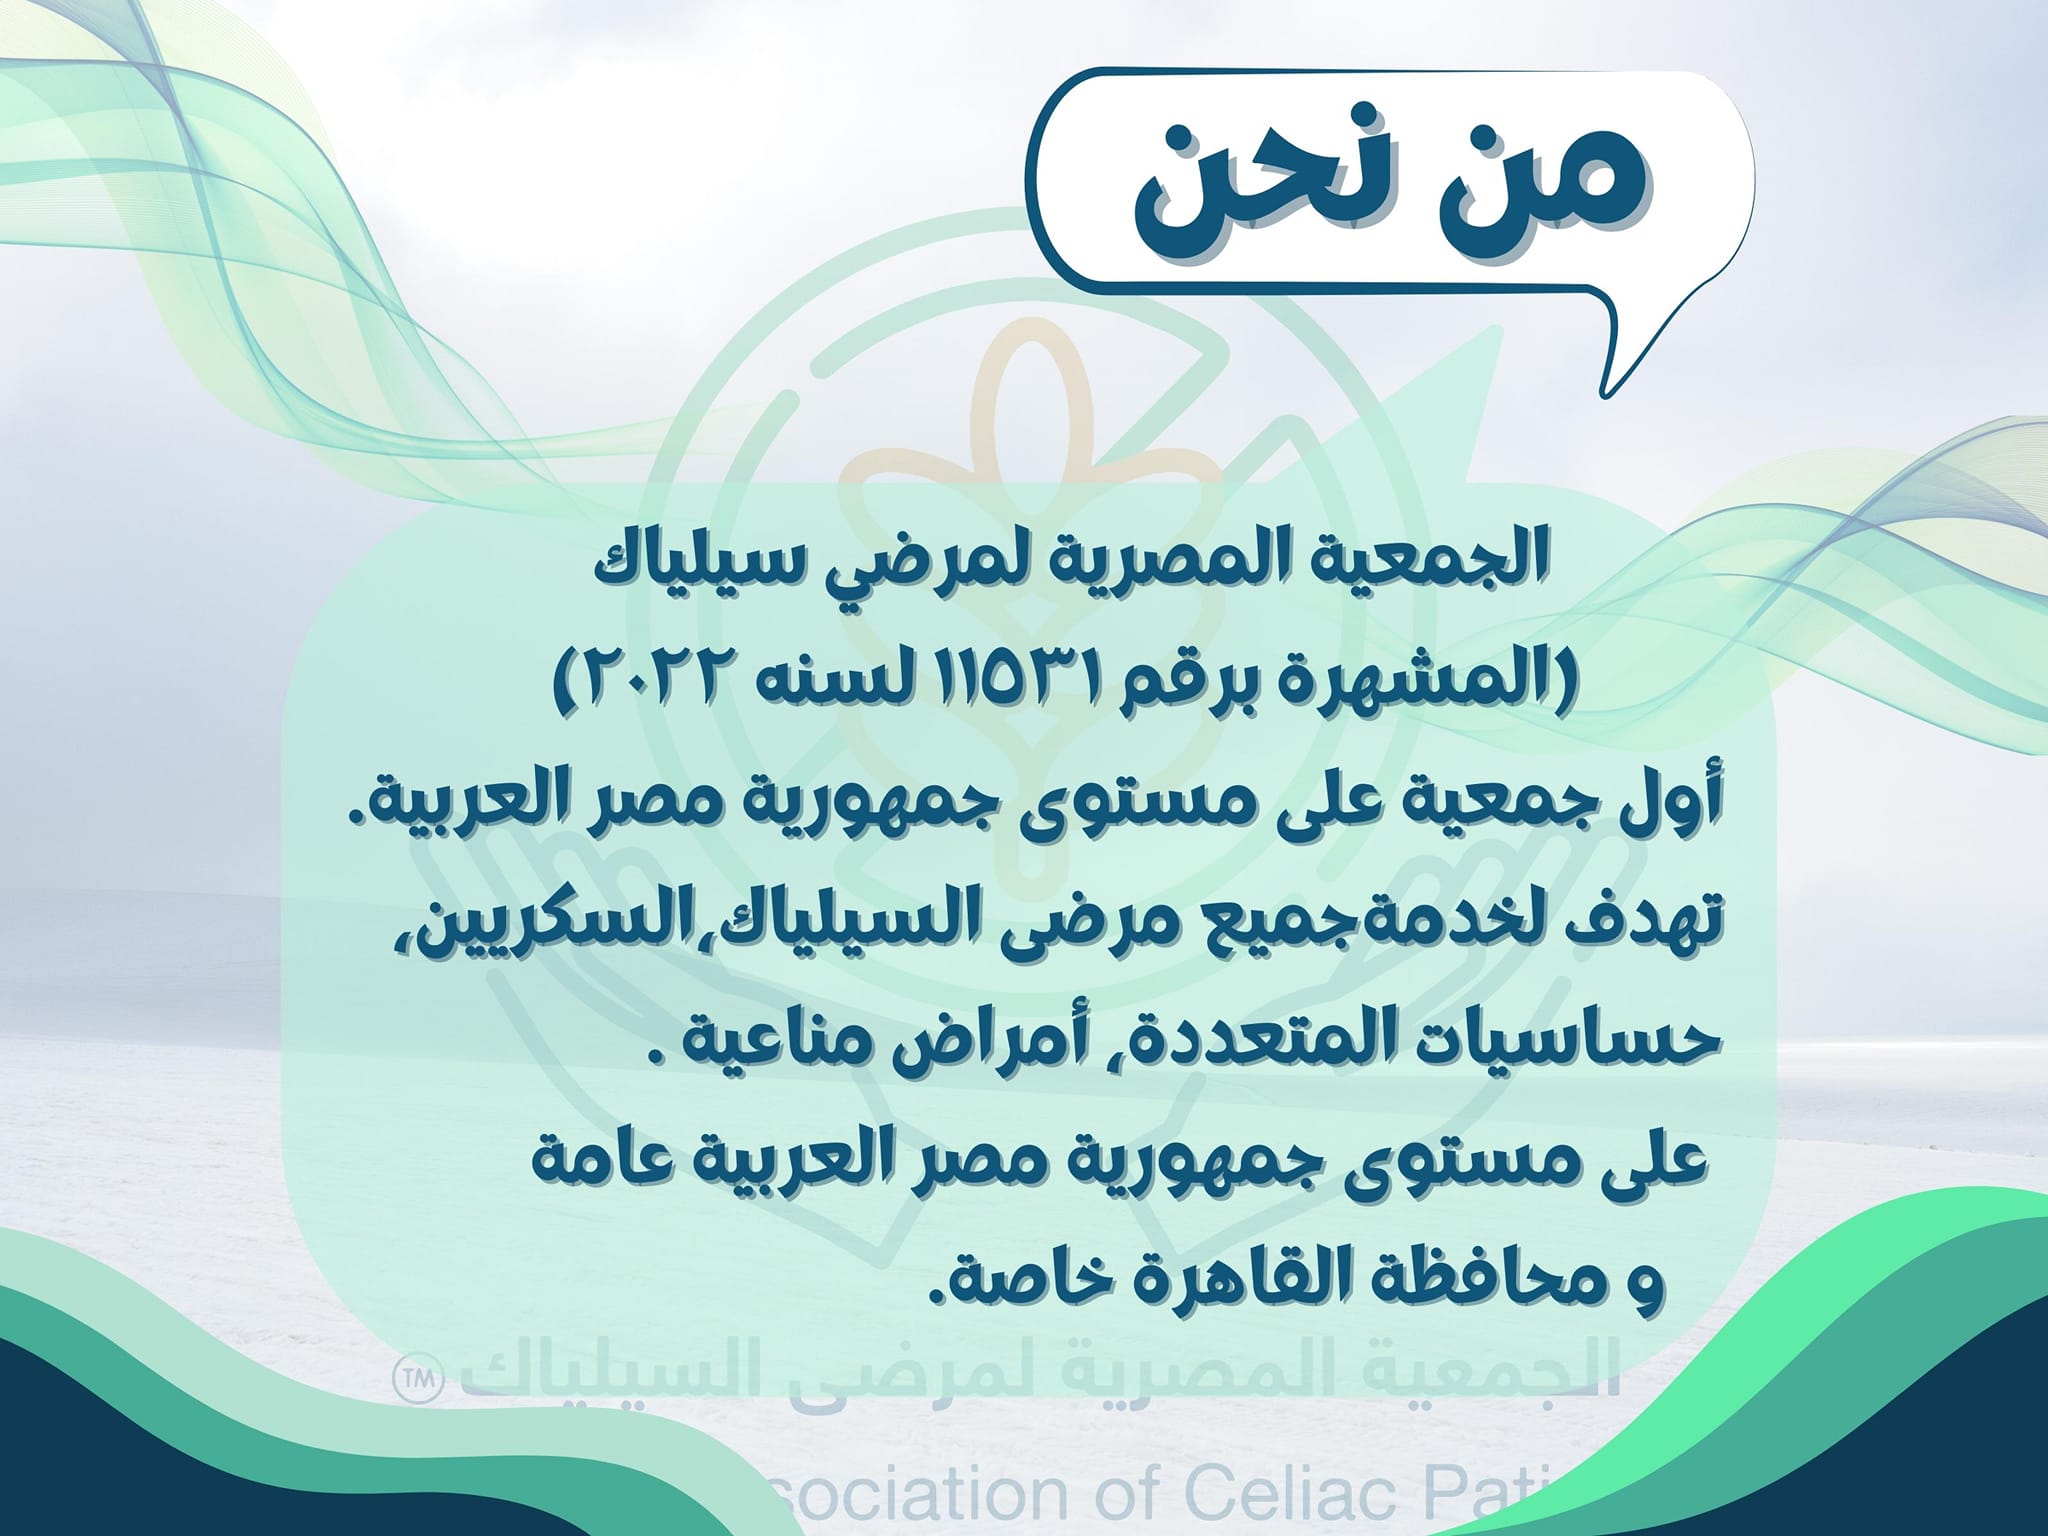 من نحن
الجمعية المصرية لمرضي سيلياك
(المشهرة برقم ١١٥٣١ لسنه ٢٠٢٢)
أول جمعية على مستوى جمهورية مصر العربية.
تهدف لخدمةجميع مرضى السيلياك,السكريين,
حساسيات المتعددة, أمراض مناعية .
على مستوى جمهورية مصر العربية عامة
و محافظة القاهرة خاصة.
الجمعية المصرية لمرضى السيلياك TM
of Celiac